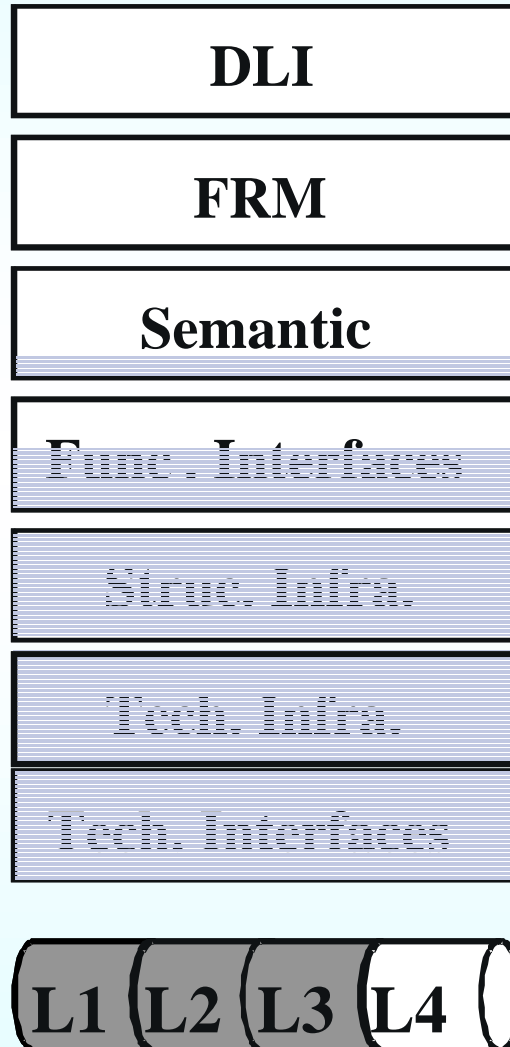 DLI
FRM
Semantic
Func. Interfaces
Struc. Infra.
Tech. Infra.
Tech. Interfaces
L1 L2 L3 L4